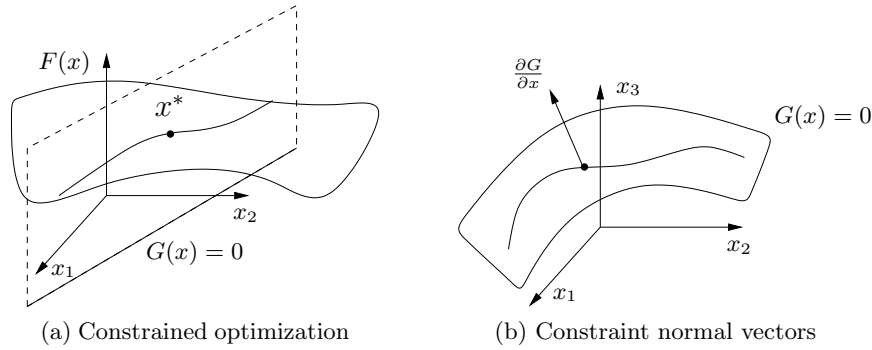 F(x)
x*
x_2
G(x) = 0
x_1
(a) Constrained optimization
∂G
∂x
x_3
G(x) = 0
x_2
x_1
(b) Constraint normal vectors